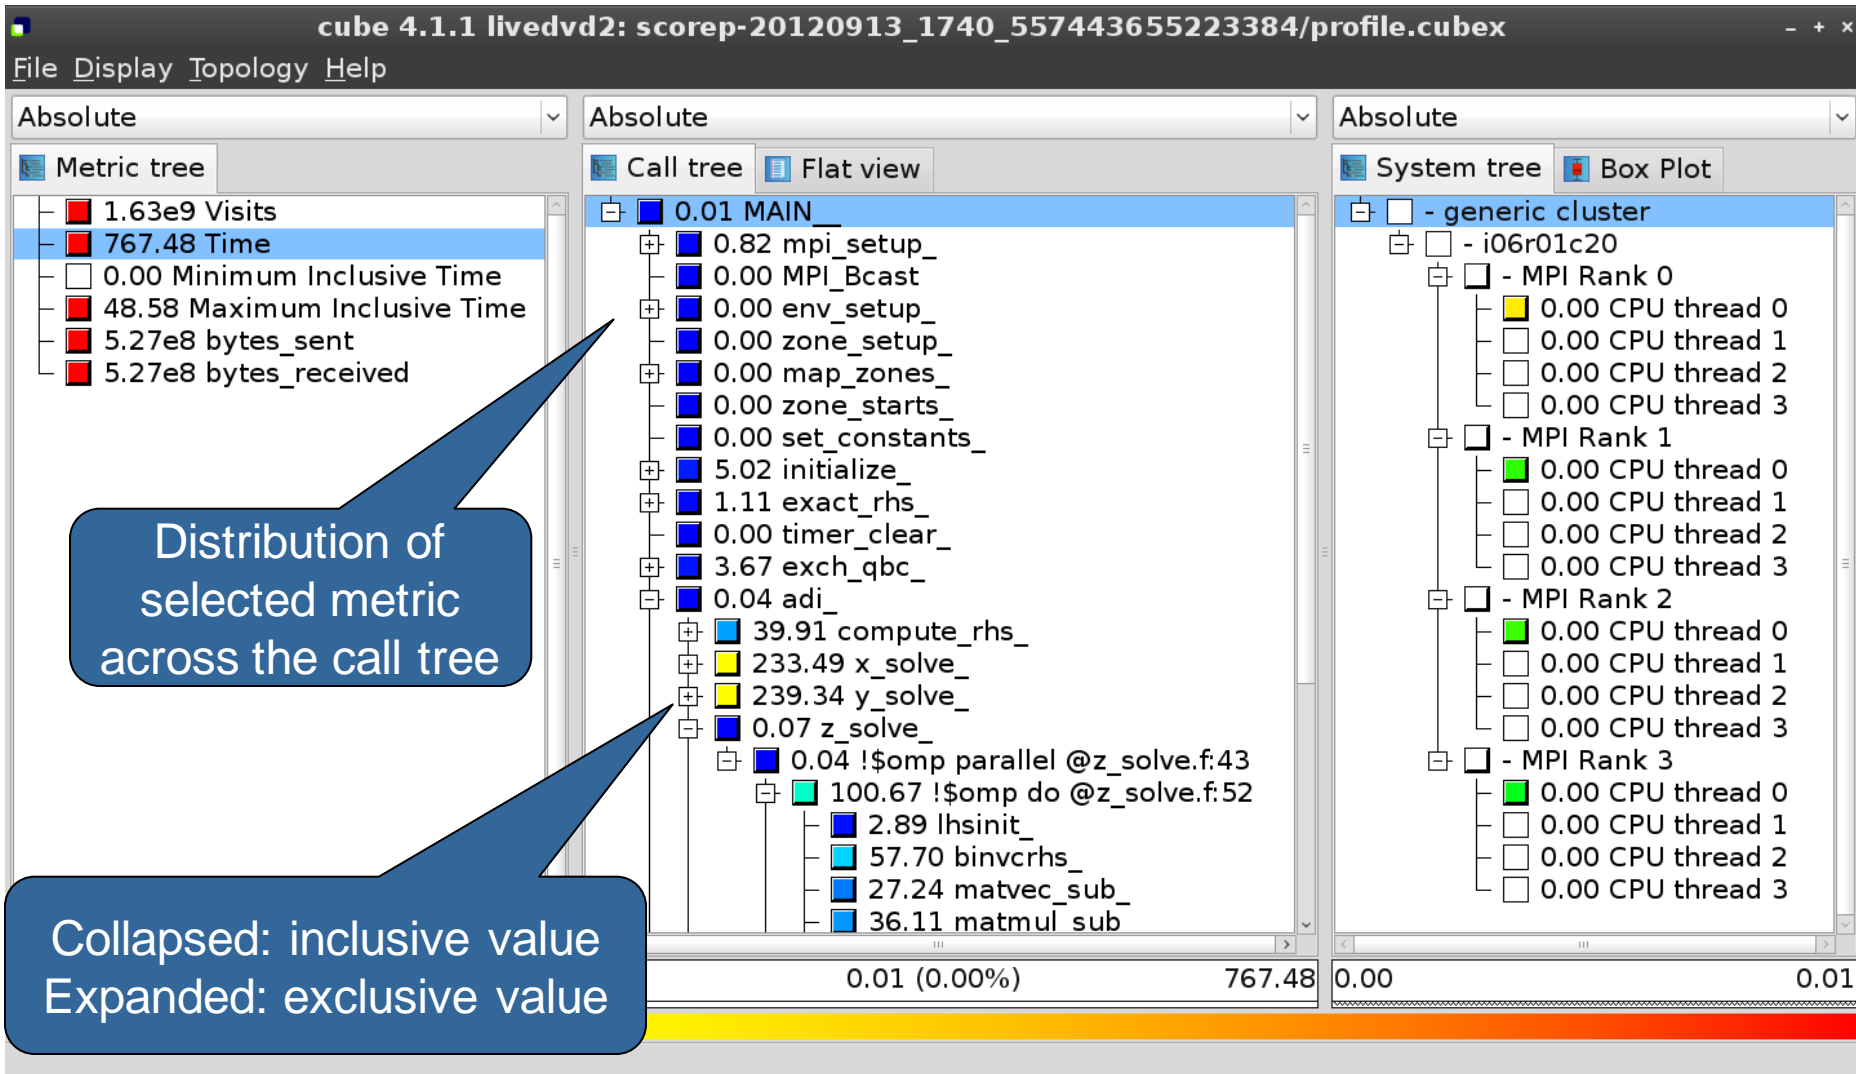 cube 4.1.1 livedvd2: scorep-20120913_1740_557443655223384/profile.cubex
File Display Topology Help
Absolute
Absolute
Absolute
Metric tree
Call tree
Flat view
System tree
Box Plot
1.63e9 Visits
767.48 Time
0.00 Minimum Inclusive Time
48.58 Maximum Inclusive Time
5.27e8 bytes_sent
5.27e8 bytes_received
0.01 MAIN__
0.82 mpi_setup_
0.00 MPI_Bcast
0.00 env_setup_
0.00 zone_setup_
0.00 map_zones_
0.00 zone_starts_
0.00 set_constants_
5.02 initialize_
1.11 exact_rhs_
0.00 timer_clear_
3.67 exch_qbc_
0.04 adi_
39.91 compute_rhs_
233.49 x_solve_
239.34 y_solve_
0.07 z_solve_
0.04 !$omp parallel @z_solve.f:43
100.67 !$omp do @z_solve.f:52
2.89 lhsinit_
57.70 binvcrhs_
27.24 matvec_sub_
36.11 matmul_sub
- generic cluster
- i06r01c20
- MPI Rank 0
0.00 CPU thread 0
0.00 CPU thread 1
0.00 CPU thread 2
0.00 CPU thread 3
- MPI Rank 1
0.00 CPU thread 0
0.00 CPU thread 1
0.00 CPU thread 2
0.00 CPU thread 3
- MPI Rank 2
0.00 CPU thread 0
0.00 CPU thread 1
0.00 CPU thread 2
0.00 CPU thread 3
- MPI Rank 3
0.00 CPU thread 0
0.00 CPU thread 1
0.00 CPU thread 2
0.00 CPU thread 3
Distribution of
selected metric
across the call tree
Collapsed: inclusive value
Expanded: exclusive value
0.01 (0.00%)
767.48
0.00
0.01